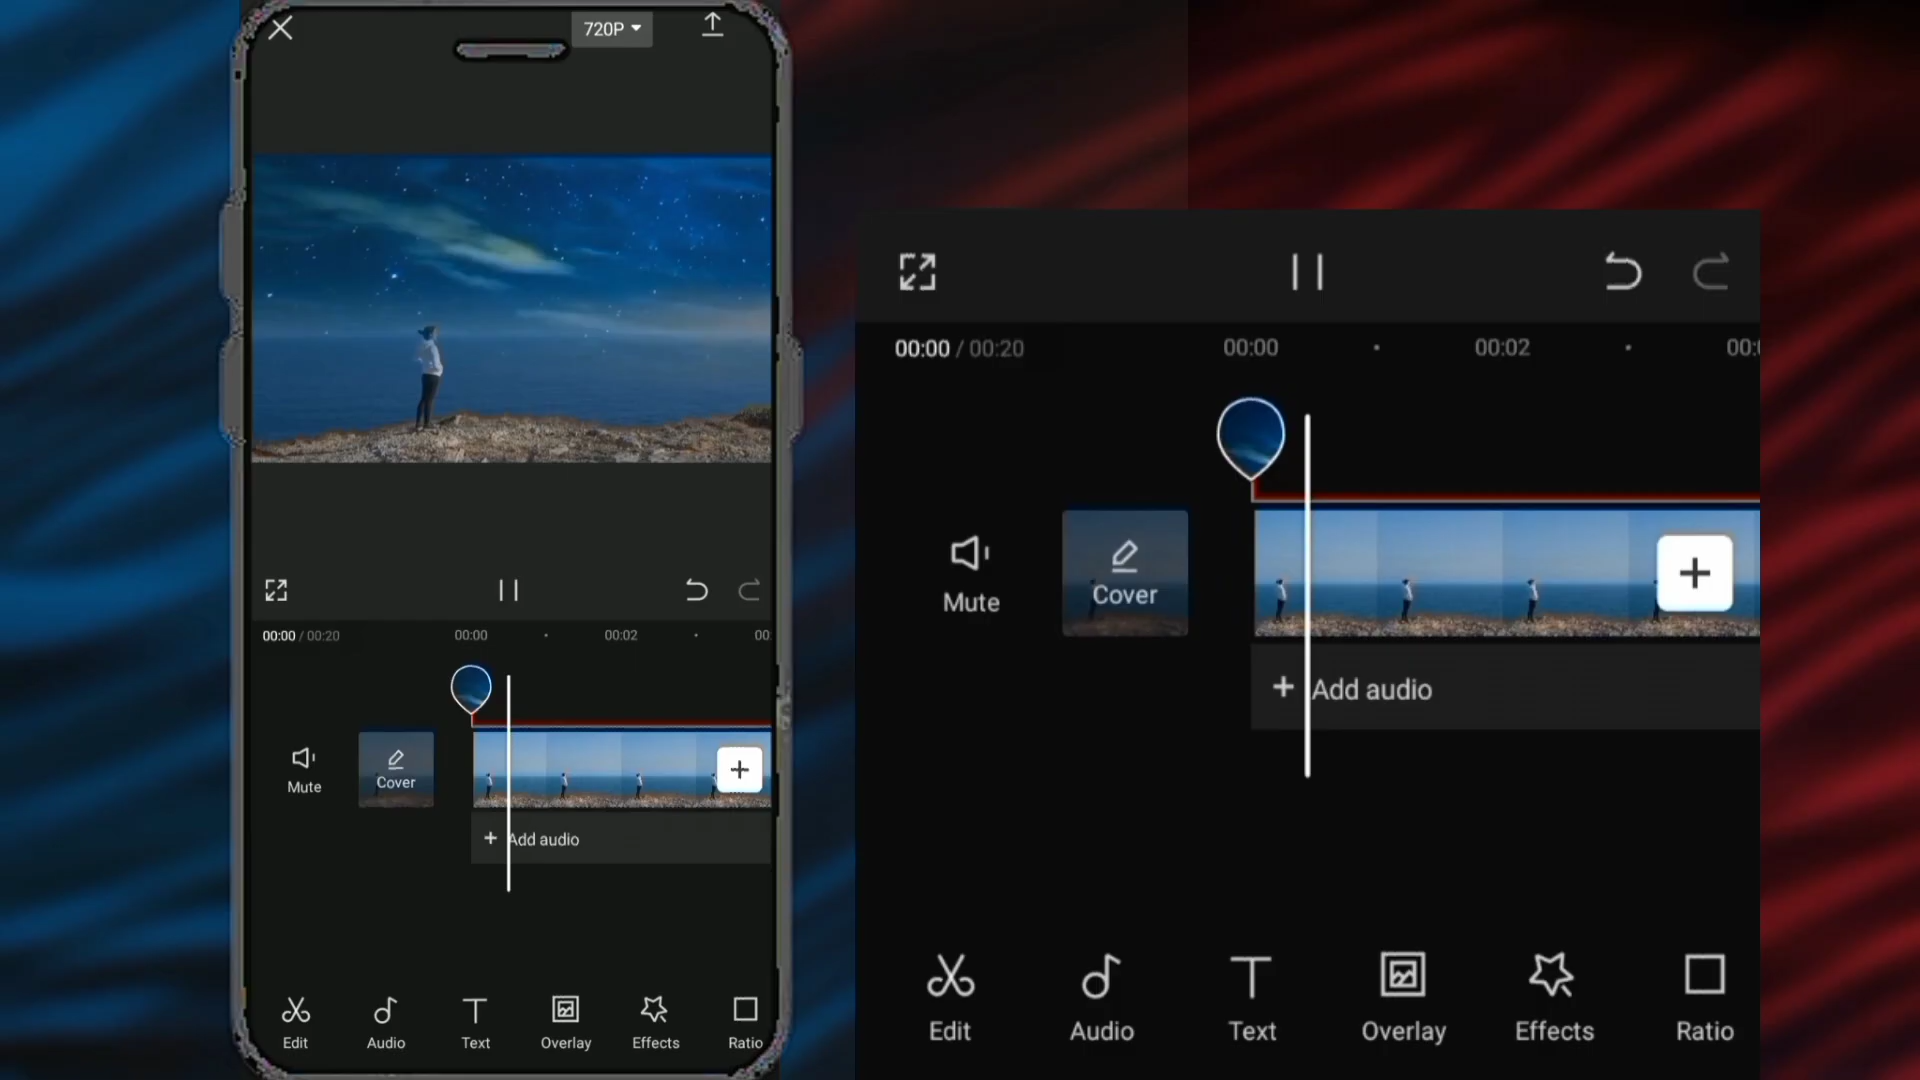 720P
00:00 / 00:20
00:00
00:02
00:
Mute
Cover
+ Add audio
Edit
Audio
Text
Overlay
Effects
Ratio
00:00 / 00:20
00:00
00:02
00:
Mute
Cover
+ Add audio
Edit
Audio
Text
Overlay
Effects
Ratio